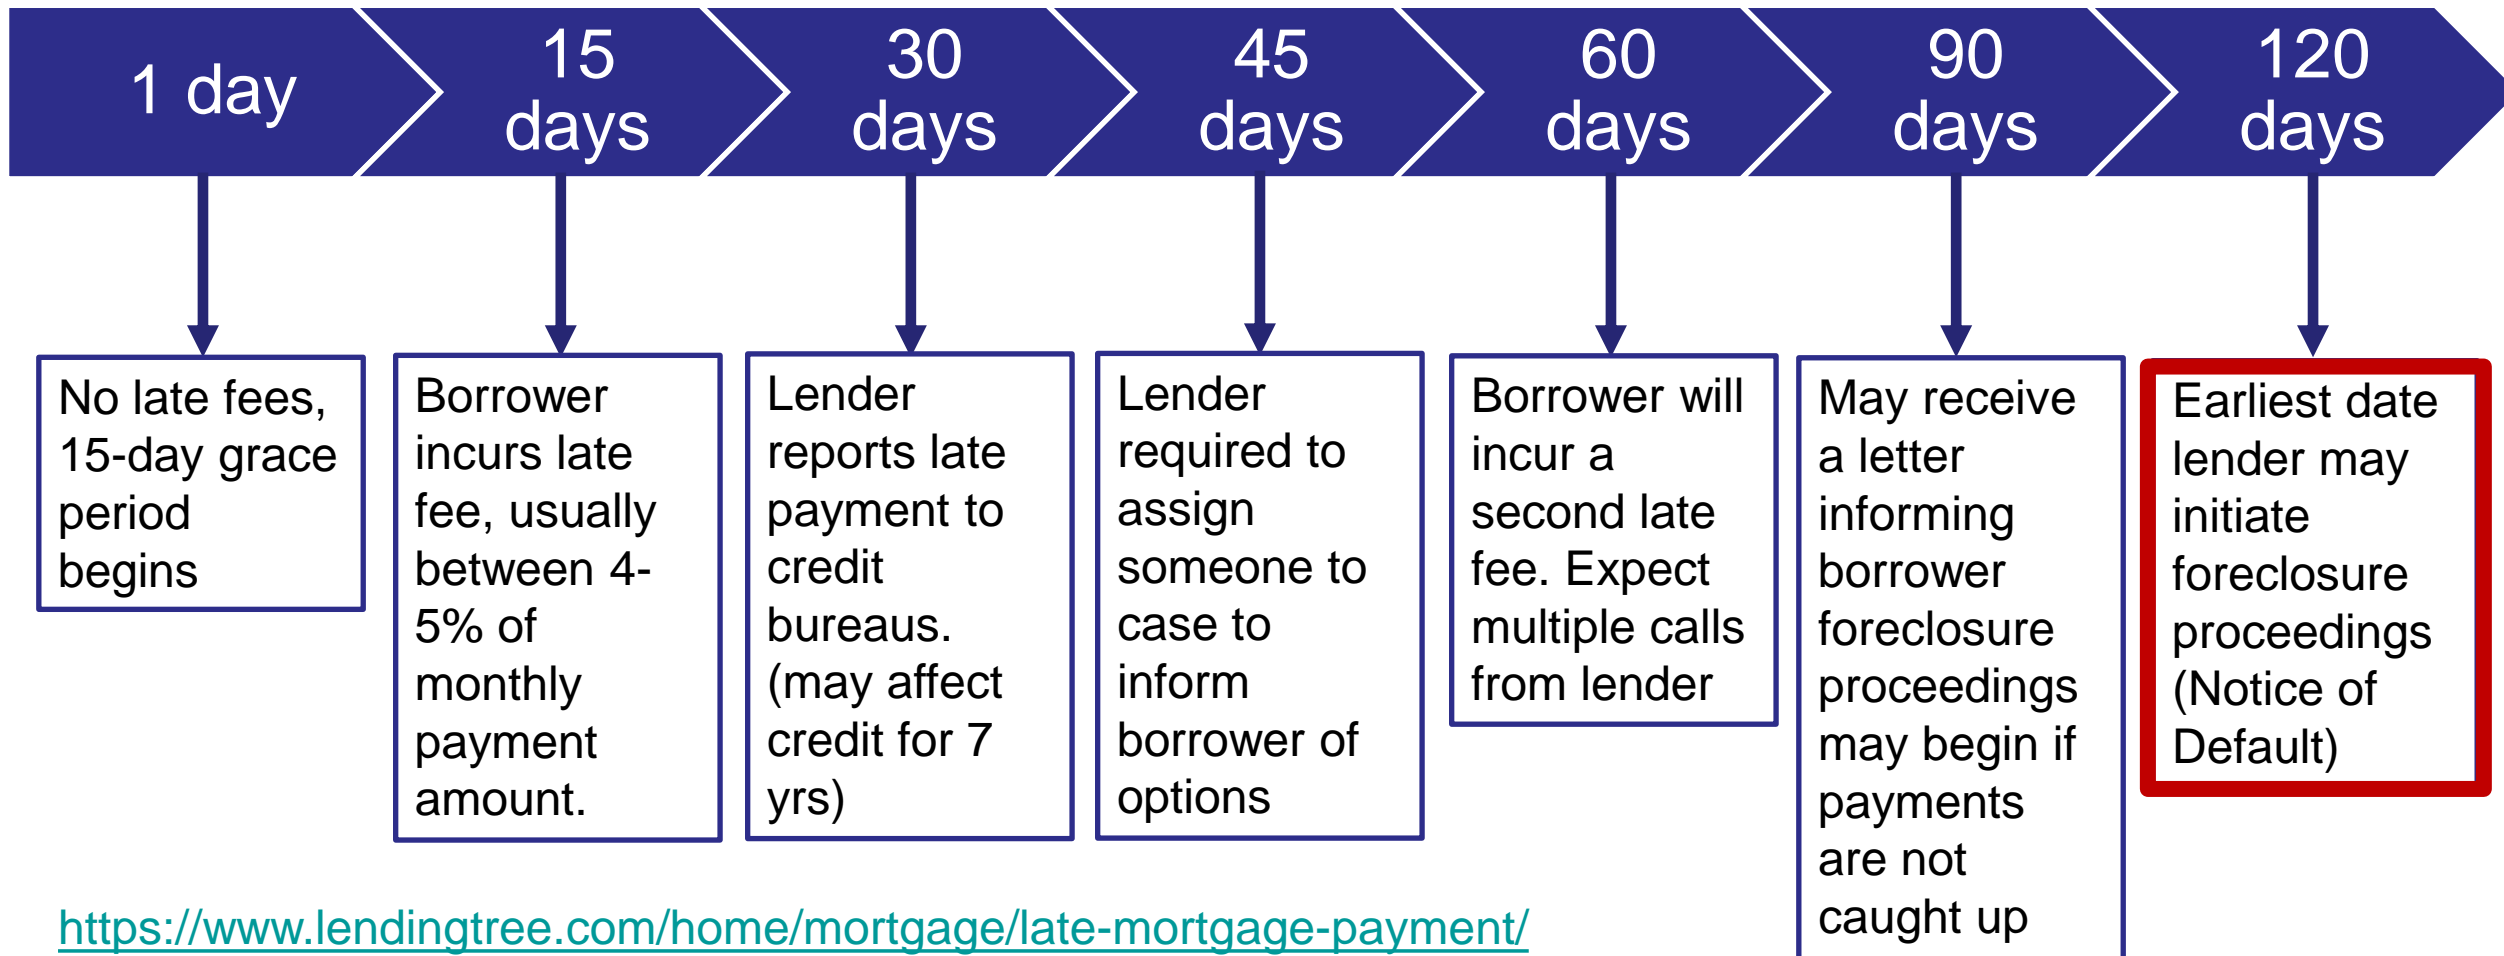 1 day
15
days
30
days
45
days
60
days
90
days
120
days
No late fees,
15-day grace
period
begins
Borrower
incurs late
fee, usually
between 4-
5% of
monthly
payment
amount.
Lender
reports late
payment to
credit
bureaus.
(may affect
credit for 7
yrs)
Lender
required to
assign
someone to
case to
inform
borrower of
options
Borrower will
incur a
second late
fee. Expect
multiple calls
from lender
May receive
a letter
informing
borrower
foreclosure
proceedings
may begin if
payments
are not
caught up
Earliest date
lender may
initiate
foreclosure
proceedings
(Notice of
Default)
https://www.lendingtree.com/home/mortgage/late-mortgage-payment/